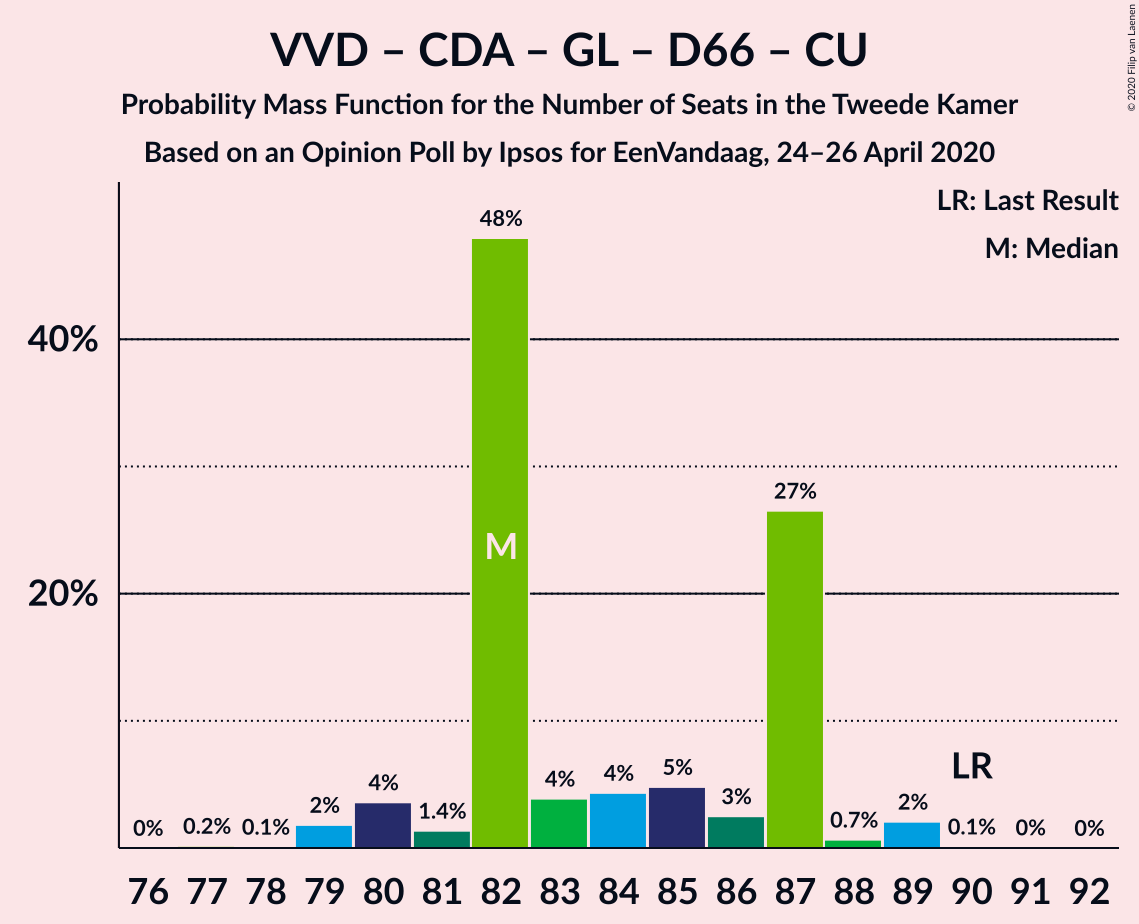 VVD – CDA – GL – D66 – CU
Probability Mass Function for the Number of Seats in the Tweede Kamer
Based on an Opinion Poll by Ipsos for EenVandaag, 24–26 April 2020
© 2020 Filip van Laenen
LR: Last Result
M: Median
40%
20%
0%
0.2%
0.1%
2%
4%
1.4%
48%
M
4%
4%
5%
3%
27%
0.7%
2%
LR
0.1%
0%
0%
76 77 78 79 80 81 82 83 84 85 86 87 88 89 90 91 92